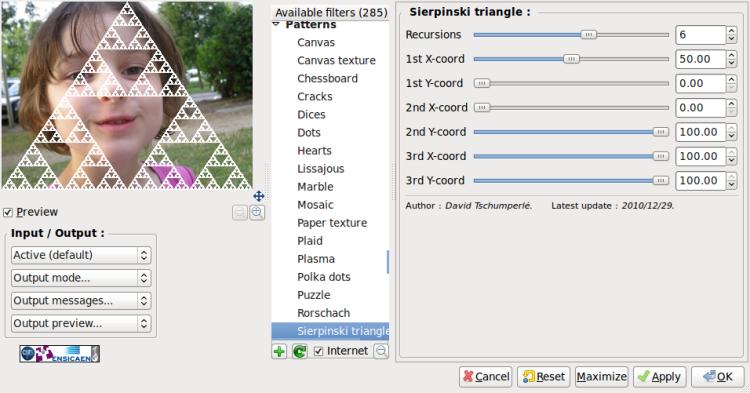 Preview
Input / Output :
Active (default)
Output mode...
Output messages...
Output preview...
ENSICAEN
Available filters (285)
Patterns
Canvas
Canvas texture
Chessboard
Cracks
Dices
Dots
Hearts
Lissajous
Marble
Mosaic
Paper texture
Plaid
Plasma
Polka dots
Puzzle
Rorschach
Sierpinski triangle
Internet
Sierpinski triangle :
Recursions 6
1st X-coord 50.00
1st Y-coord 0.00
2nd X-coord 0.00
2nd Y-coord 100.00
3rd X-coord 100.00
3rd Y-coord 100.00
Author : David Tschumperlé. Latest update : 2010/12/29.
Cancel Reset Maximize Apply OK